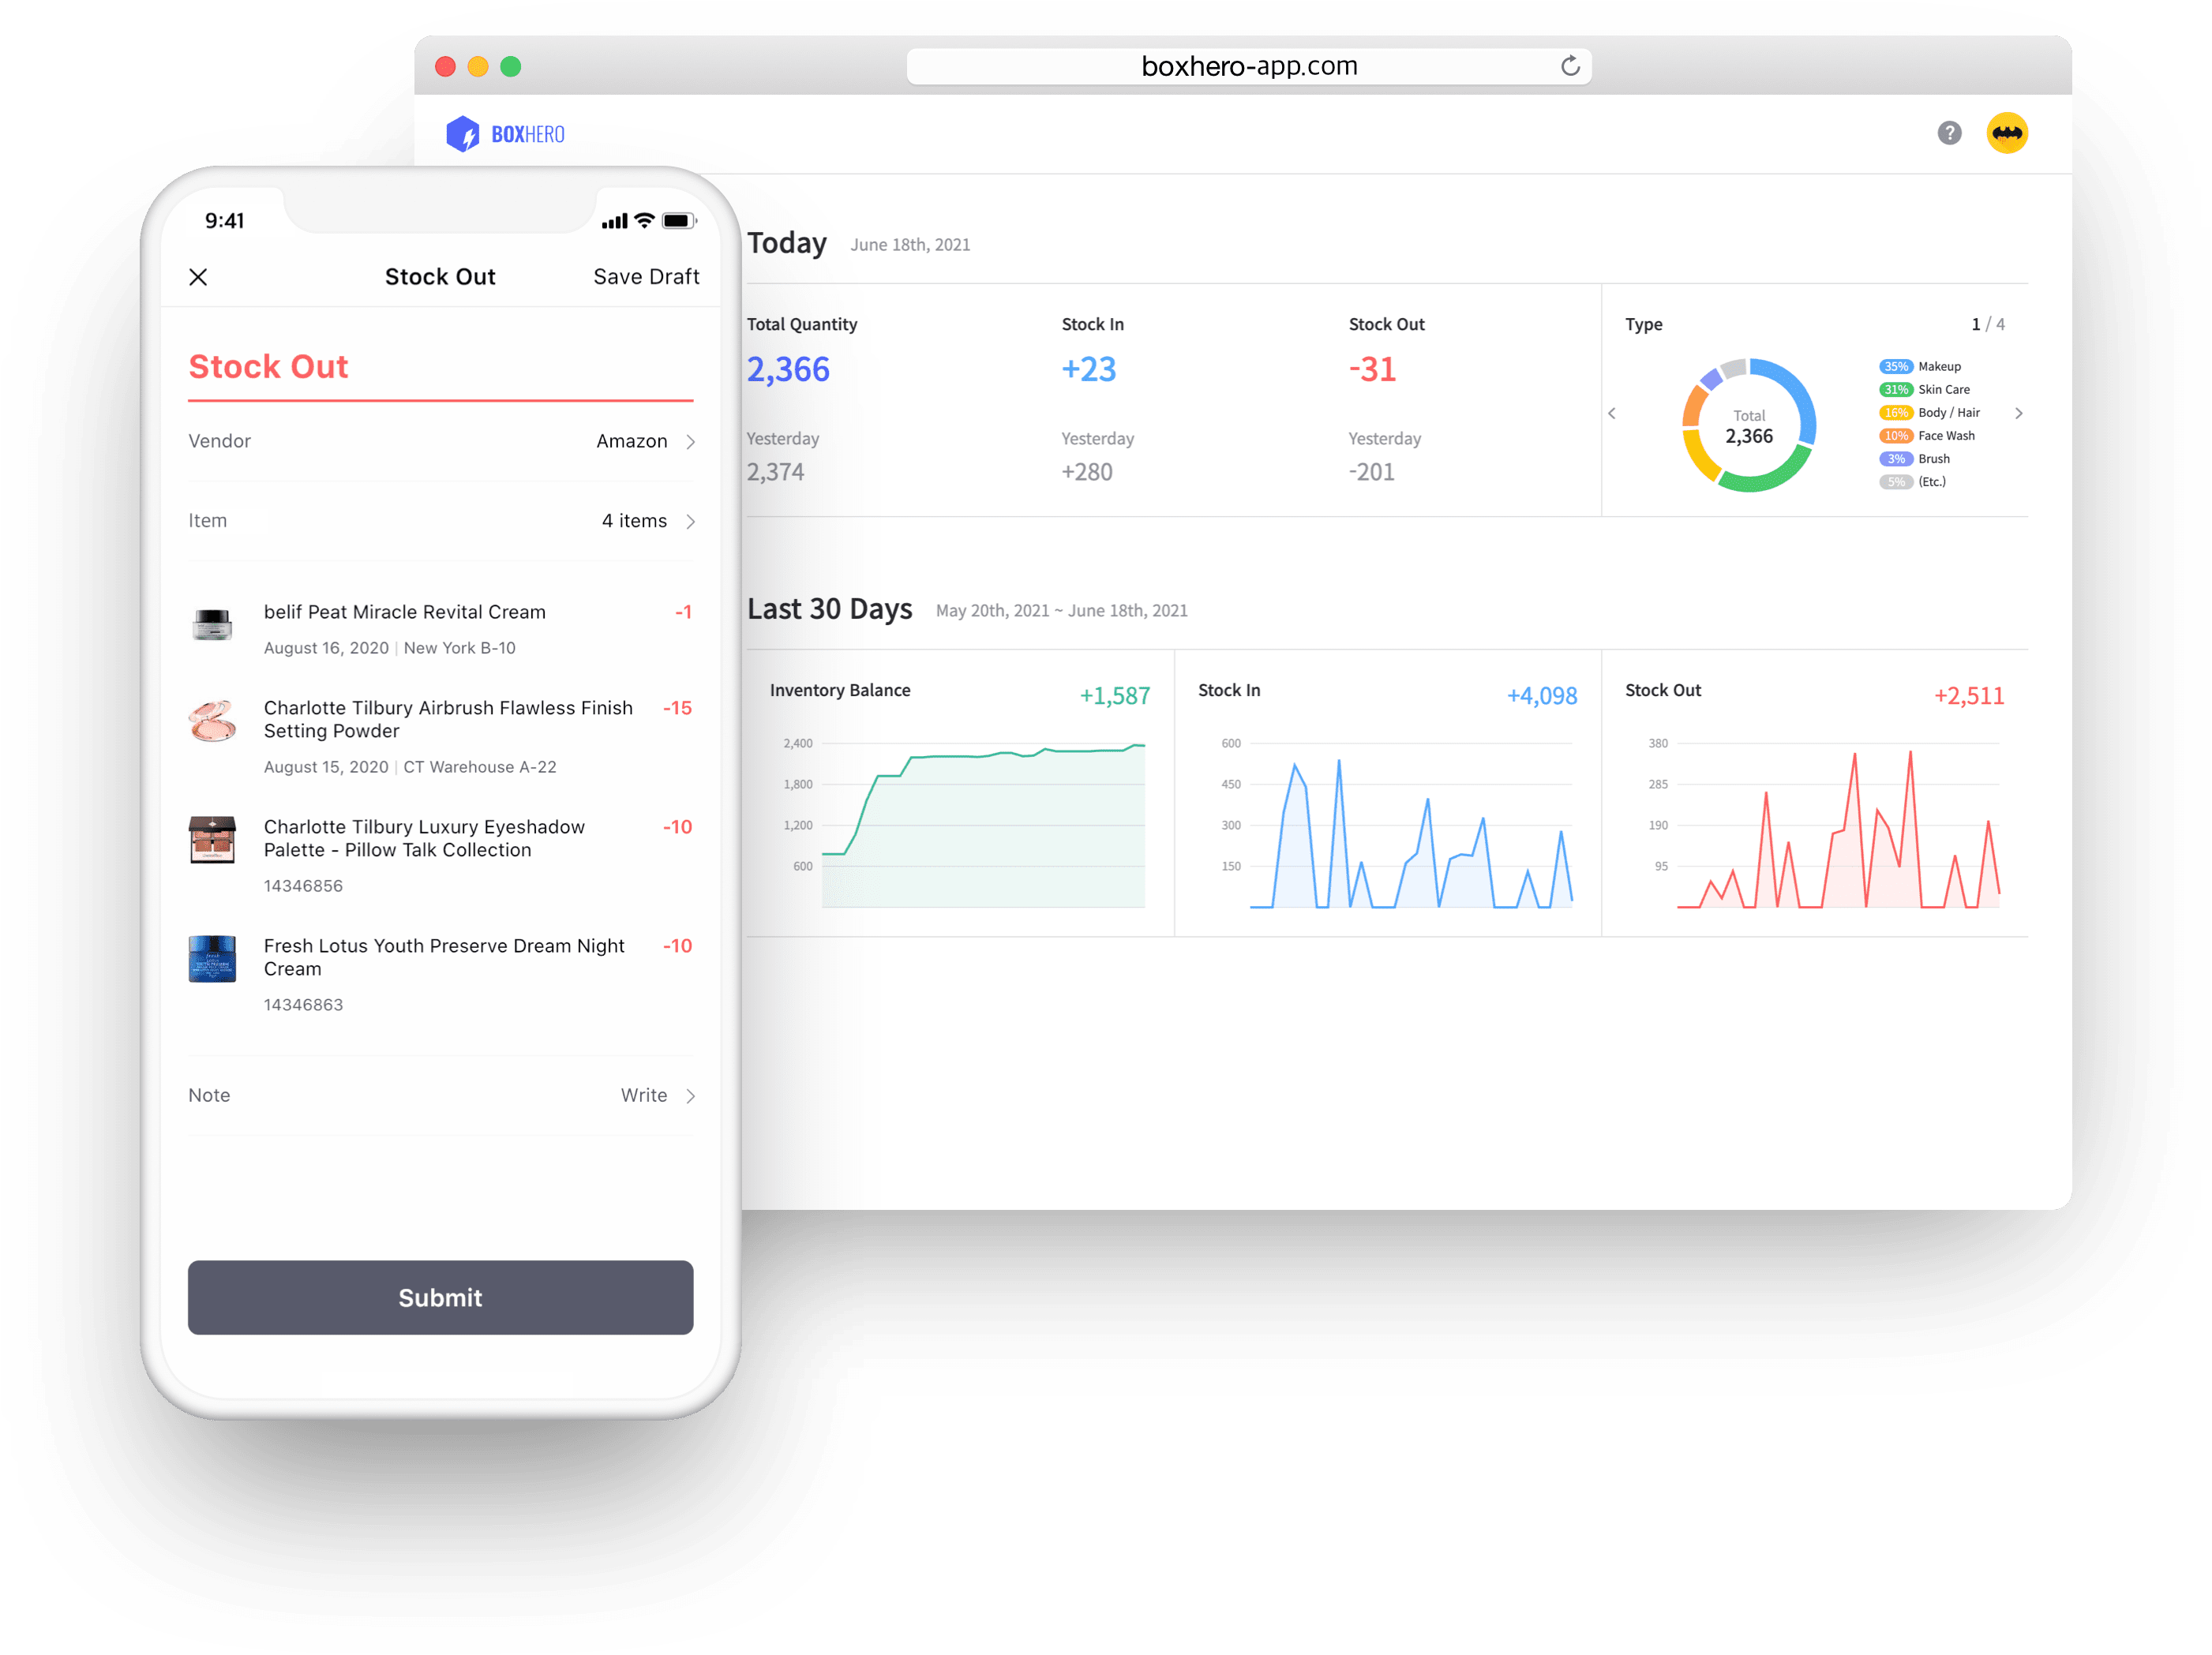 boxhero-app.com
BOXHERO
?
9:41
Stock Out
Save Draft
Stock Out
Vendor
Amazon
Item
4 items
belif Peat Miracle Revital Cream
-1
August 16, 2020 | New York B-10
Charlotte Tilbury Airbrush Flawless Finish
Setting Powder
-15
August 15, 2020 | CT Warehouse A-22
Charlotte Tilbury Luxury Eyeshadow
Palette - Pillow Talk Collection
-10
14346856
Fresh Lotus Youth Preserve Dream Night
Cream
-10
14346863
Note
Write
Submit
Today
June 18th, 2021
Total Quantity
2,366
Yesterday
2,374
Stock In
+23
Yesterday
+280
Stock Out
-31
Yesterday
-201
Type
1 / 4
Total
2,366
35% Makeup
31% Skin Care
16% Body / Hair
10% Face Wash
3% Brush
5% (Etc.)
Last 30 Days
May 20th, 2021 ~ June 18th, 2021
Inventory Balance
+1,587
2,400
1,800
1,200
600
Stock In
+4,098
600
450
300
150
Stock Out
+2,511
380
285
190
95